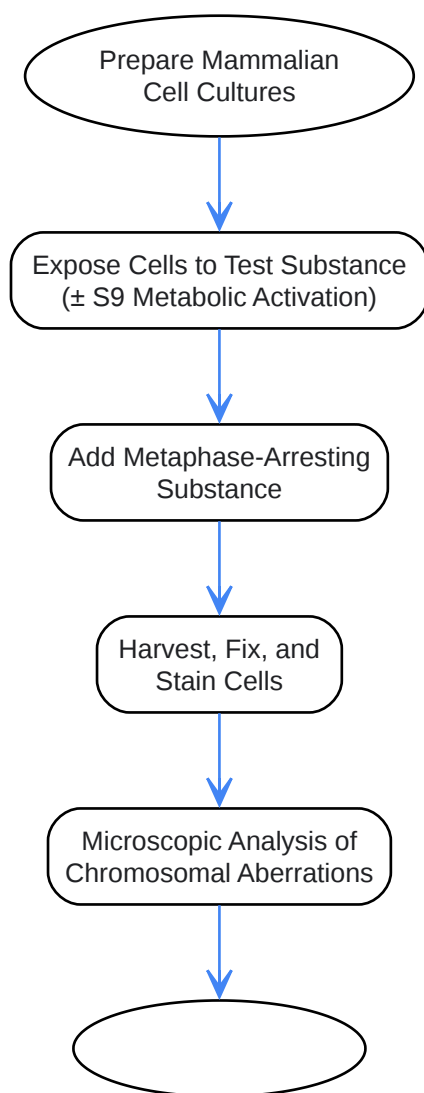 Prepare Mammalian
Cell Cultures
Expose Cells to Test Substance
(± S9 Metabolic Activation)
Add Metaphase-Arresting
Substance
Harvest, Fix, and
Stain Cells
Microscopic Analysis of
Chromosomal Aberrations